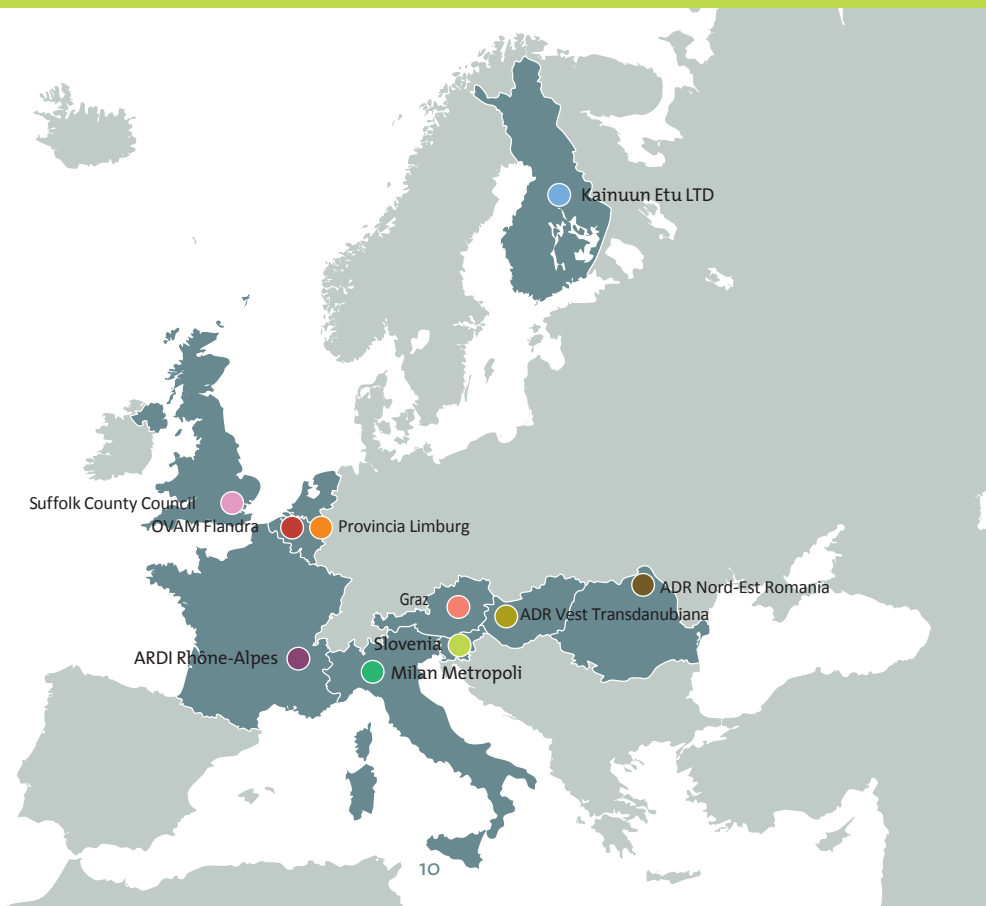 Kainuun Etu LTD
Suffolk County Council
OVAM Flandra
Provincia Limburg
ADR Nord-Est Romania
Graz
ADR Vest Transdanubiana
Slovenia
ARDI Rhône-Alpes
Milan Metropoli
10